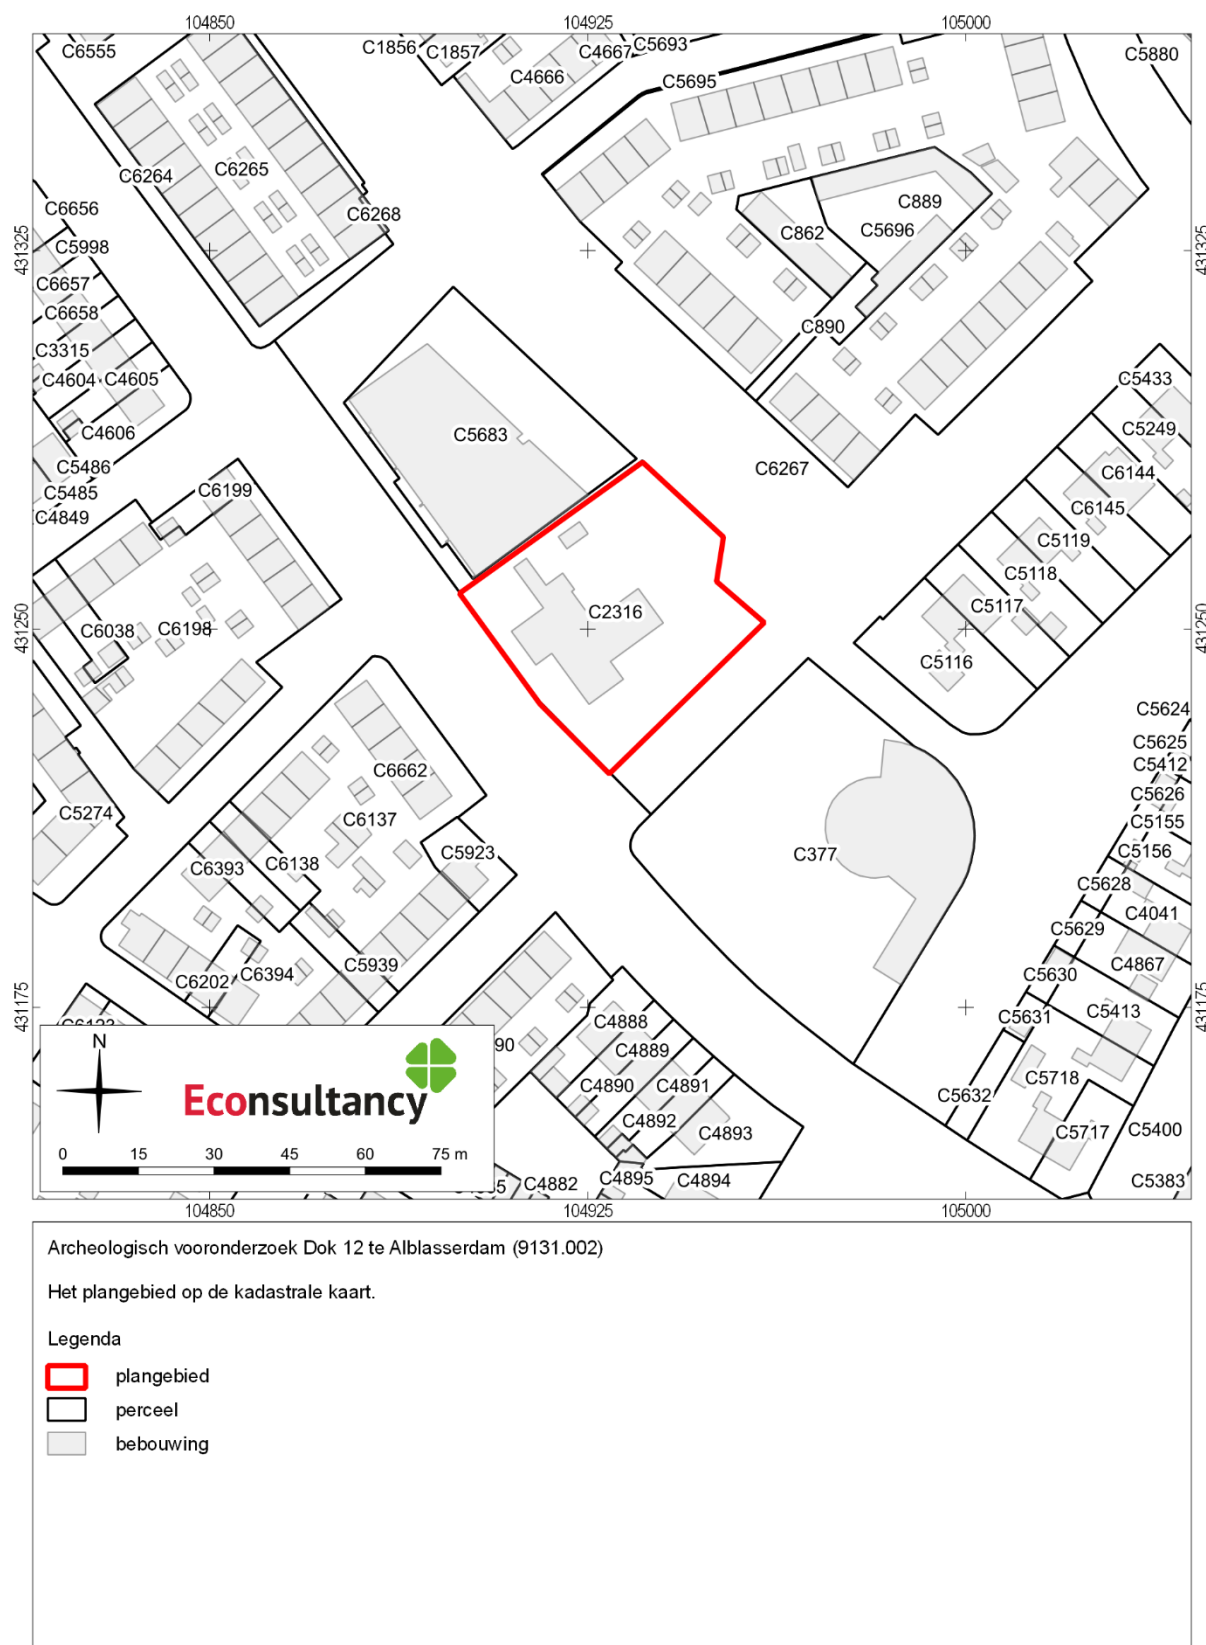 104850 104925 105000
C6555
C1856 C1857 C4667 C5693
C5880
C4666
C5695
C6264 C6265
C6656
C6268
C889
C5998
C862 C5696
431325 431325
C6657
C6658
C890
C3315
C4604 C4605
C5433
C4606
C5683
C5249
C5486
C6267
C6144
C5485
C6199
C4849
C6145
C5119
C5118
C5117
C2316
431250 431250
C6038 C6198
C5116
C5624
C5625
C5412
C6662
C5626
C5274
C6137
C5155
C5156
C6393 C6138 C5923
C377
C5628
C4041
C5629
C4867
C5939
C6202 C6394
C5630
431175 431175
C5631 C5413
C4888
C4889
C4890 C4891
C5718
C5632
C4892
C4893
C5717 C5400
C4882 C4895 C4894 C5383
N
Econsultancy
0 15 30 45 60 75 m
104850 104925 105000
Archeologisch vooronderzoek Dok 12 te Alblasserdam (9131.002)
Het plangebied op de kadastrale kaart.
Legenda
plangebied
perceel
bebouwing